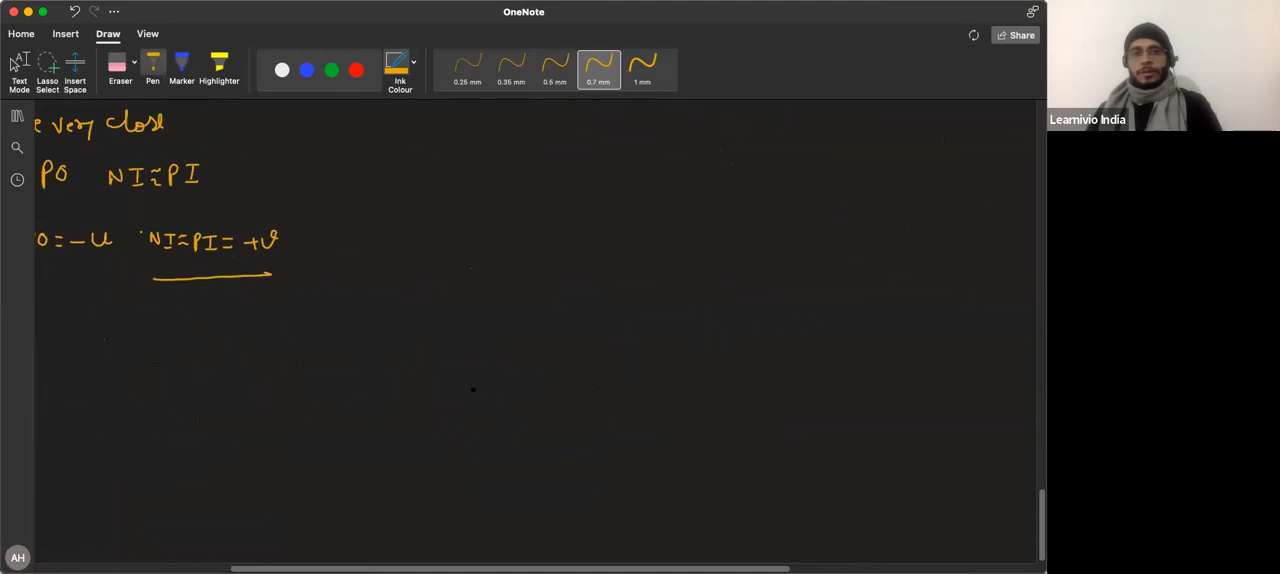 OneNote
Home Insert Draw View
Share
Text Mode
Lasso Select
Insert Space
Eraser
Pen
Marker
Highlighter
Ink Colour
0.25 mm
0.35 mm
0.5 mm
0.7 mm
1 mm
Learnivio India
e very close
PO NI≈PI
O = -u NI≈PI = +v
AH